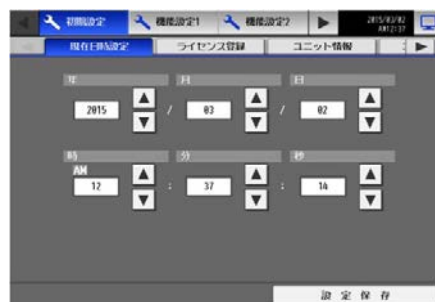 初期設定 機能設定1 機能設定2 2015/03/02
AM12:37
現在日時設定 ライセンス登録 ユニット情報
年 月 日
2015 / 03 / 02
時 分 秒
AM
12 : 37 : 14
設定保存